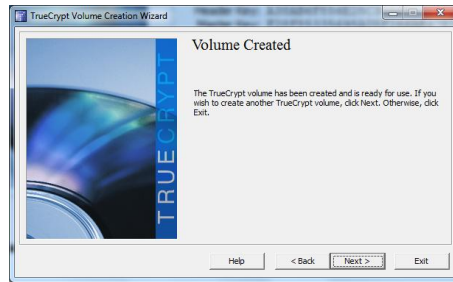 TrueCrypt Volume Creation Wizard
Volume Created
The TrueCrypt volume has been created and is ready for use. If you
wish to create another TrueCrypt volume, click Next. Otherwise, click
Exit.
TRUECRYPT
Help
< Back
Next >
Exit